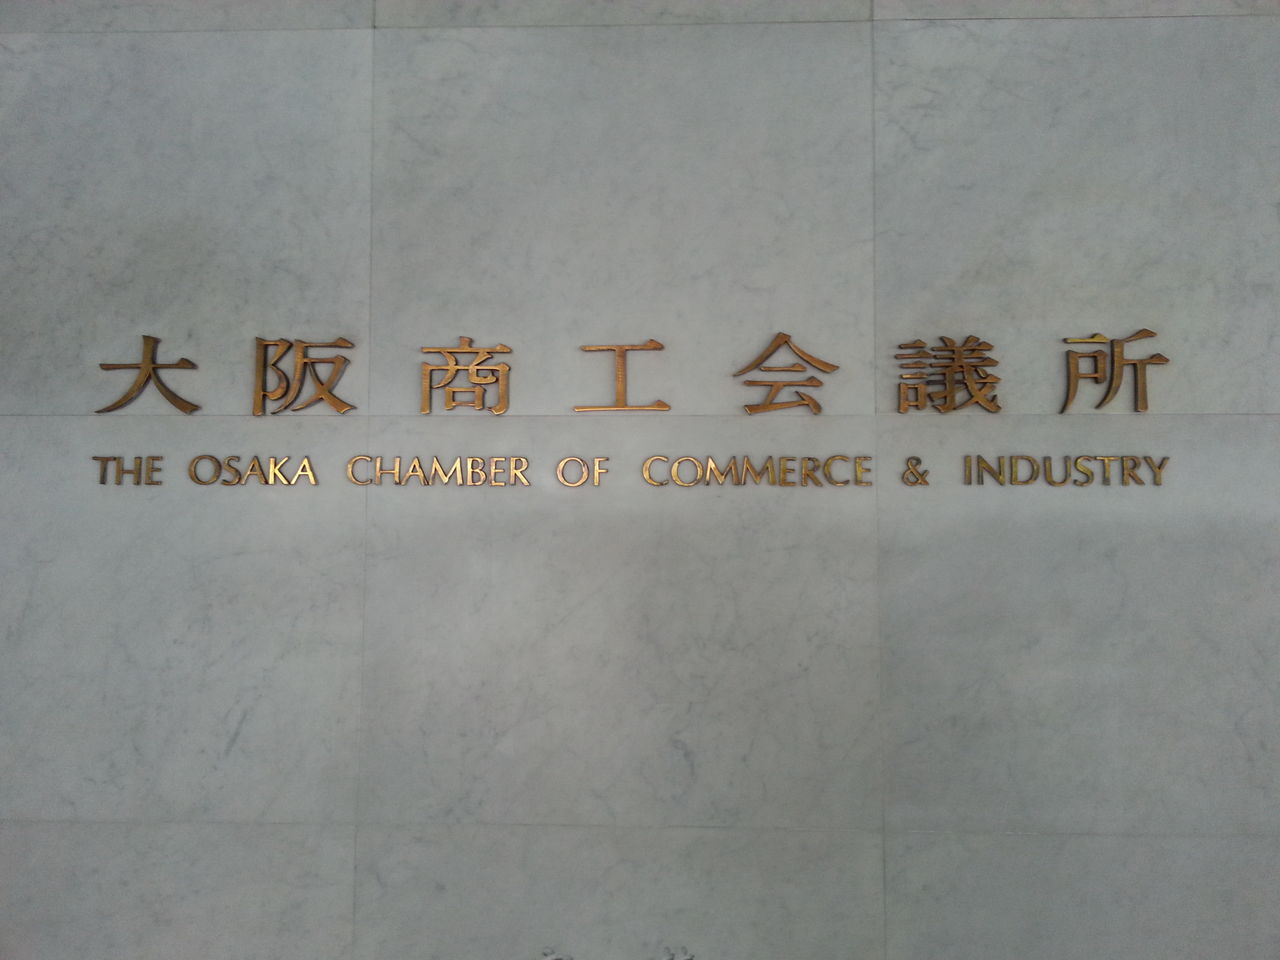 大阪商工会議所
THE OSAKA CHAMBER OF COMMERCE & INDUSTRY